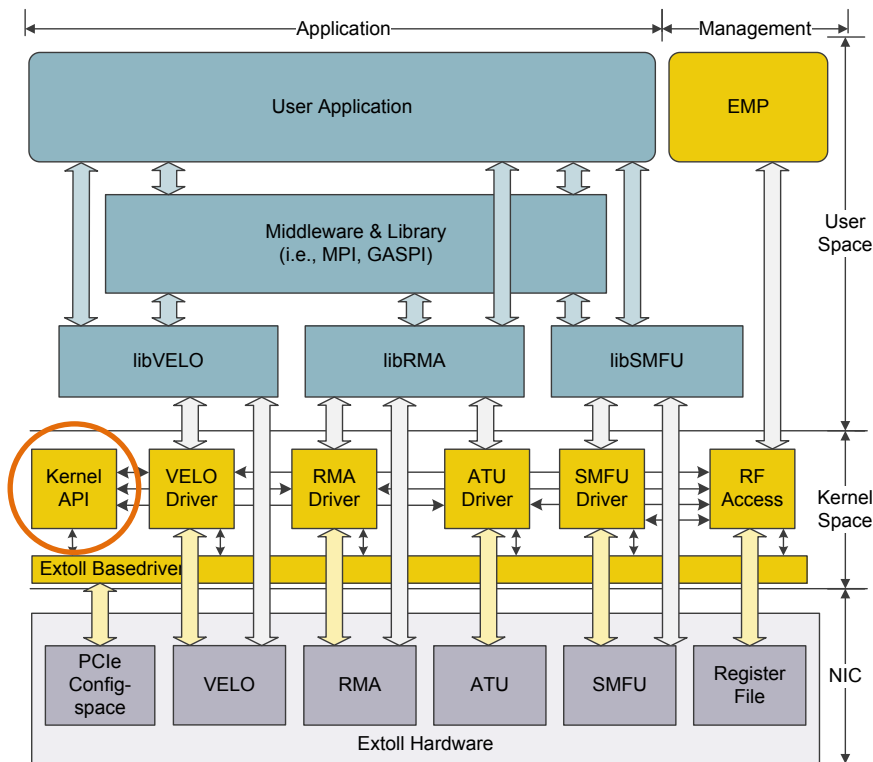 Application
Management
User Application
EMP
Middleware & Library
(i.e., MPI, GASPI)
User
Space
libVELO
libRMA
libSMFU
Kernel
API
VELO
Driver
RMA
Driver
ATU
Driver
SMFU
Driver
RF
Access
Kernel
Space
Extoll Basedriver
PCIe
Config-
space
VELO
RMA
ATU
SMFU
Register
File
NIC
Extoll Hardware